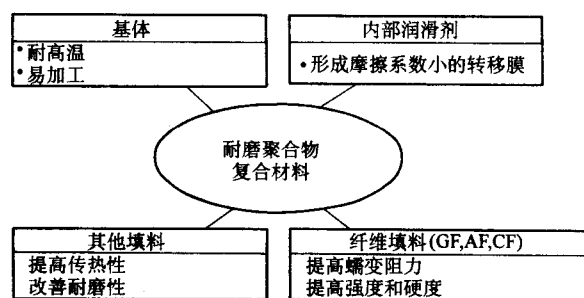 基体
•耐高温
•易加工
内部润滑剂
•形成摩擦系数小的转移膜
耐磨聚合物
复合材料
其他填料
提高传热性
改善耐磨性
纤维填料(GF,AF,CF)
提高蠕变阻力
提高强度和硬度